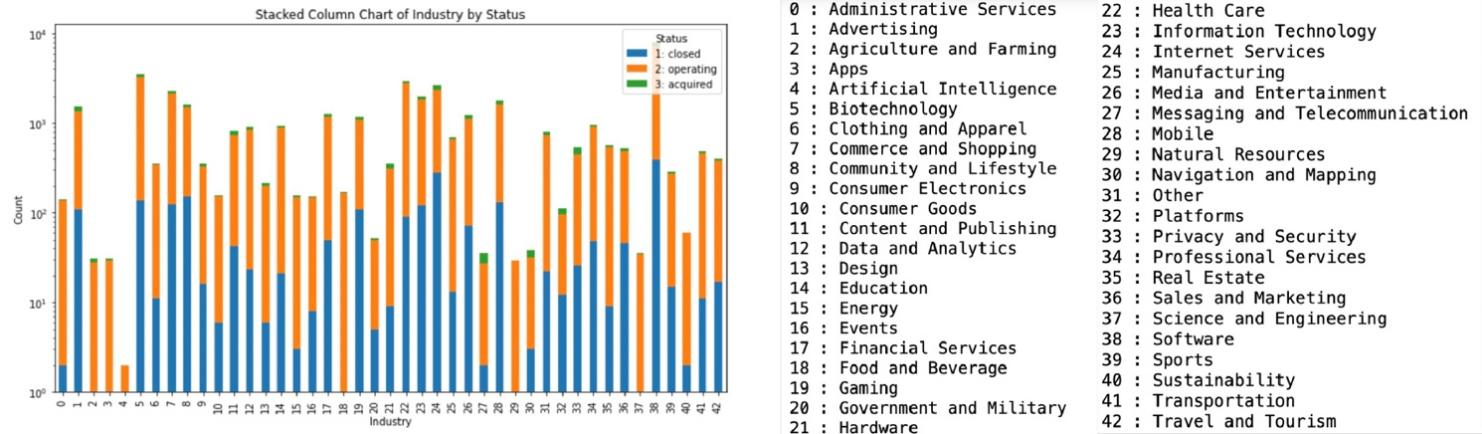 Stacked Column Chart of Industry by Status
10⁴
10³
10²
10¹
10⁰
Count
Status
1: closed
2: operating
3: acquired
0 1 2 3 4 5 6 7 8 9 10 11 12 13 14 15 16 17 18 19 20 21 22 23 24 25 26 27 28 29 30 31 32 33 34 35 36 37 38 39 40 41 42
Industry
0 : Administrative Services
1 : Advertising
2 : Agriculture and Farming
3 : Apps
4 : Artificial Intelligence
5 : Biotechnology
6 : Clothing and Apparel
7 : Commerce and Shopping
8 : Community and Lifestyle
9 : Consumer Electronics
10 : Consumer Goods
11 : Content and Publishing
12 : Data and Analytics
13 : Design
14 : Education
15 : Energy
16 : Events
17 : Financial Services
18 : Food and Beverage
19 : Gaming
20 : Government and Military
21 : Hardware
22 : Health Care
23 : Information Technology
24 : Internet Services
25 : Manufacturing
26 : Media and Entertainment
27 : Messaging and Telecommunication
28 : Mobile
29 : Natural Resources
30 : Navigation and Mapping
31 : Other
32 : Platforms
33 : Privacy and Security
34 : Professional Services
35 : Real Estate
36 : Sales and Marketing
37 : Science and Engineering
38 : Software
39 : Sports
40 : Sustainability
41 : Transportation
42 : Travel and Tourism